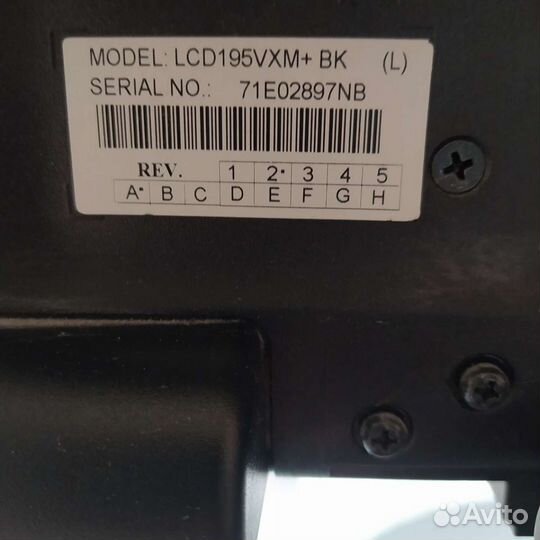 MODEL: LCD195VXM+ BK (L)
SERIAL NO.: 71E02897NB
REV. 1 2• 3 4 5
A• B C D E F G H
Avito